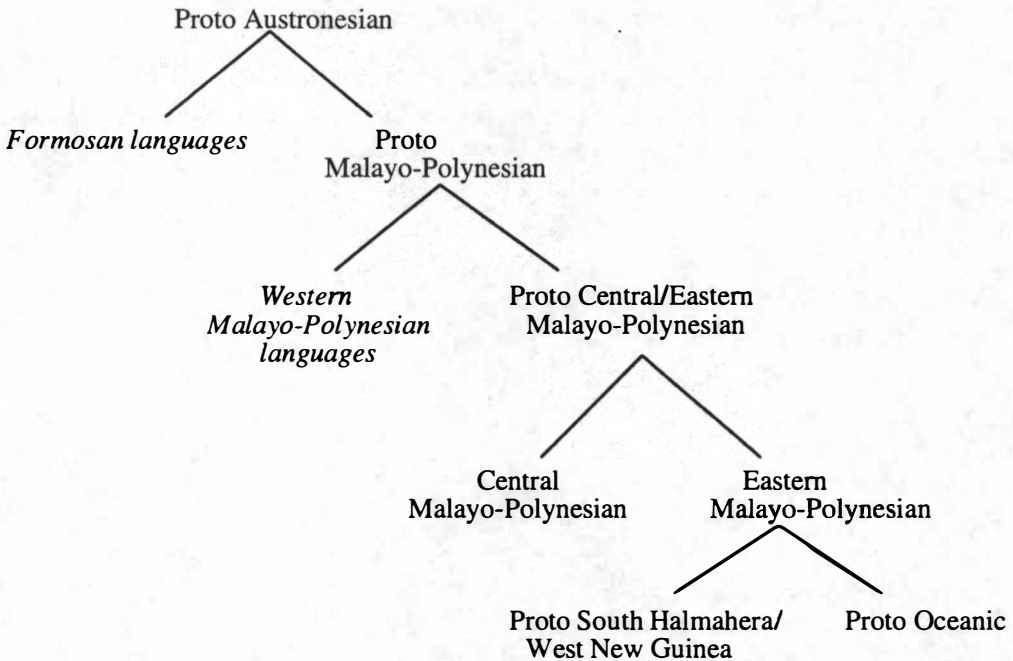 Proto Austronesian
Formosan languages
Proto
Malayo-Polynesian
Western
Malayo-Polynesian
languages
Proto Central/Eastern
Malayo-Polynesian
Central
Malayo-Polynesian
Eastern
Malayo-Polynesian
Proto South Halmahera/
West New Guinea
Proto Oceanic